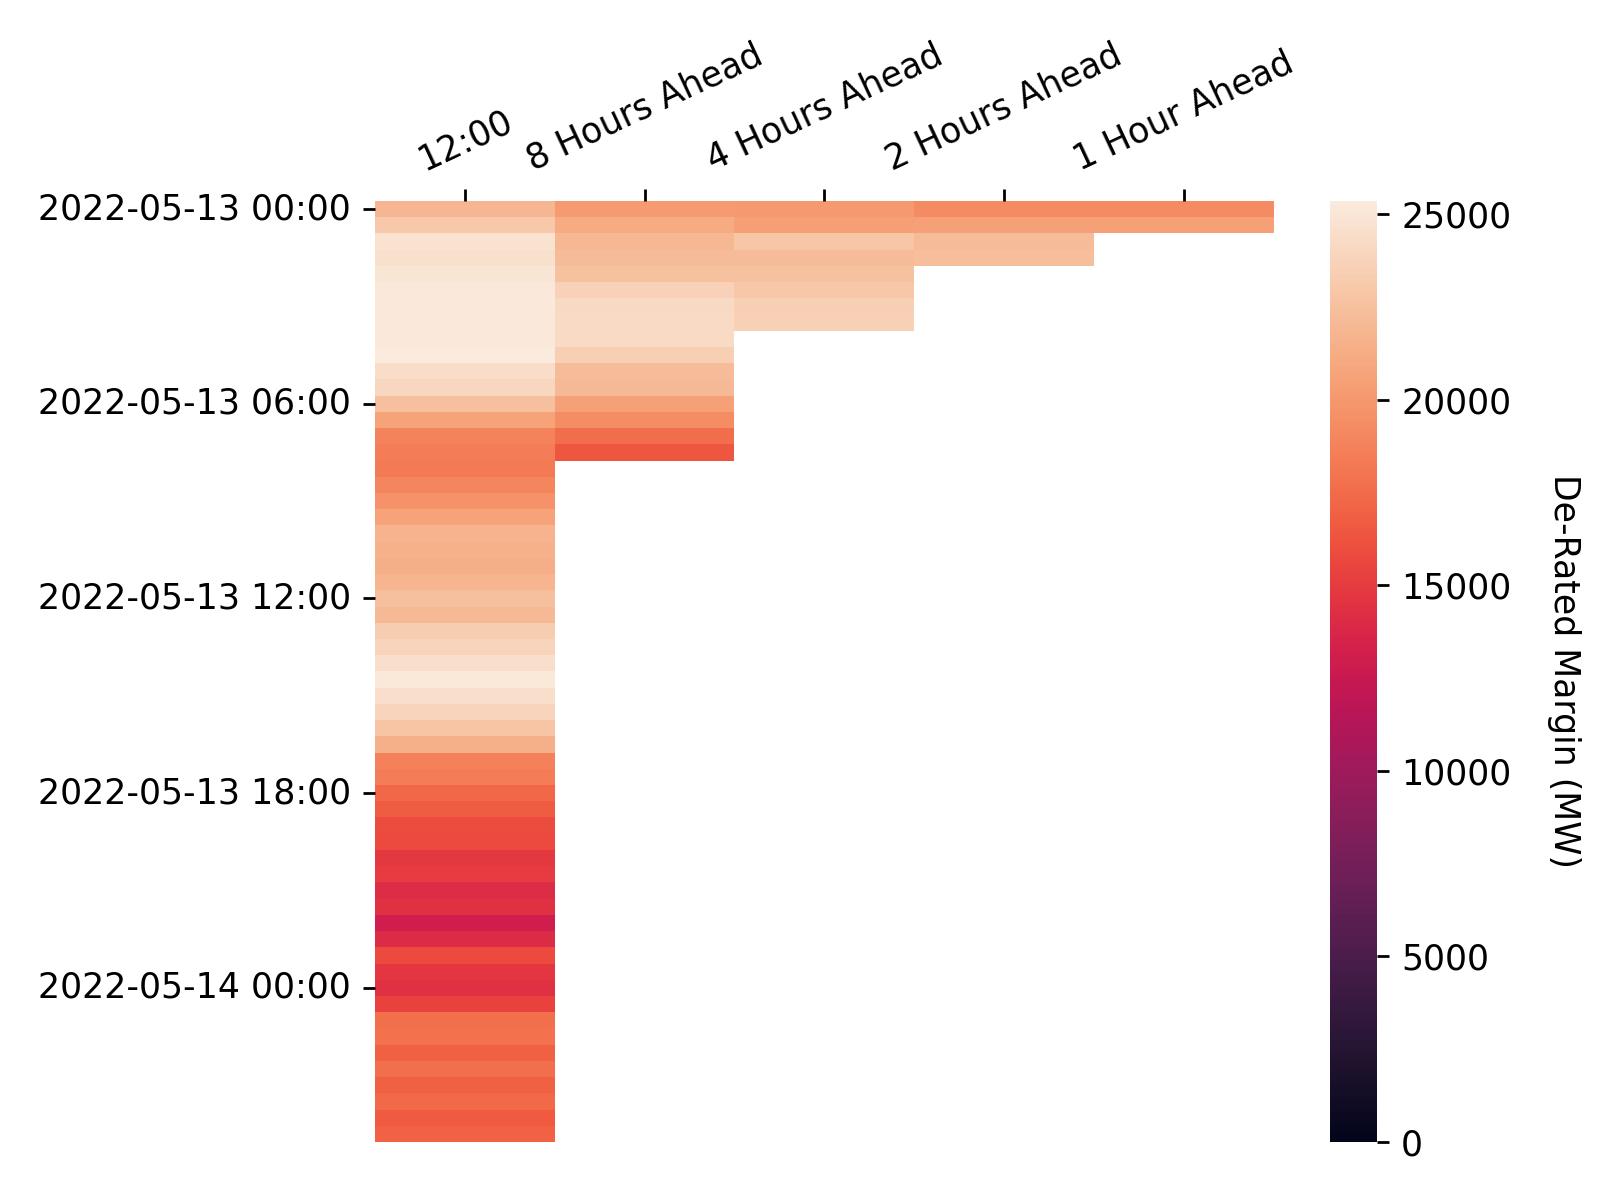 12:00
8 Hours Ahead
4 Hours Ahead
2 Hours Ahead
1 Hour Ahead
2022-05-13 00:00
2022-05-13 06:00
2022-05-13 12:00
2022-05-13 18:00
2022-05-14 00:00
25000
20000
15000
10000
5000
0
De-Rated Margin (MW)